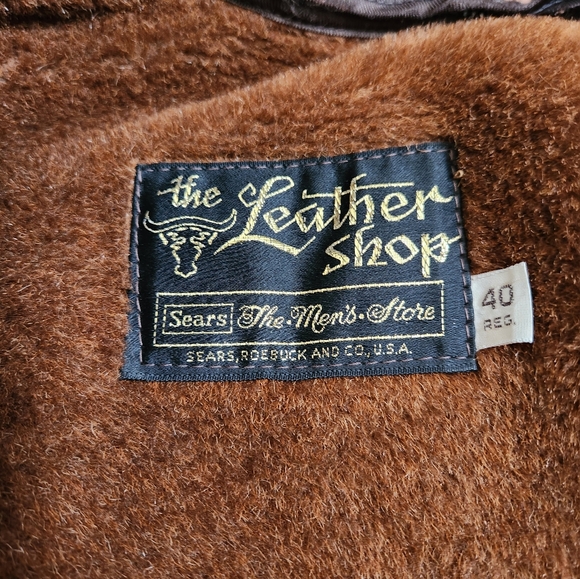 the Leather
shop
Sears The • Men's • Store
SEARS, ROEBUCK AND CO., U.S.A.
40
REG.